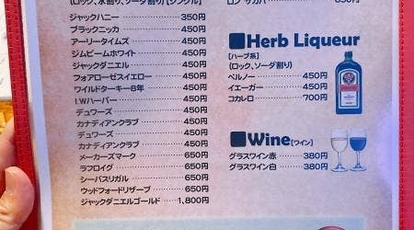 (ロック、水割り、ソーダ割り)[シングル]
ジャックハニー 350円
ブラックニッカ 450円
アーリータイムズ 450円
ジムビームホワイト 450円
ジャックダニエル 450円
フォアローゼスイエロー 450円
ワイルドターキー8年 450円
I.Wハーパー 450円
デュワーズ 450円
カナディアンクラブ 450円
デュワーズ 450円
カナディアンクラブ 450円
メーカーズマーク 650円
ラフロイグ 650円
シーバスリガル 650円
ウッドフォードリザーブ 650円
ジャックダニエルゴールド 1,800円
ロン サカパ
■Herb Liqueur
[ハーブ系]
(ロック、ソーダ割り)
ペルノー 450円
イエーガー 450円
コカレロ 700円
■Wine[ワイン]
グラスワイン赤 380円
グラスワイン白 380円